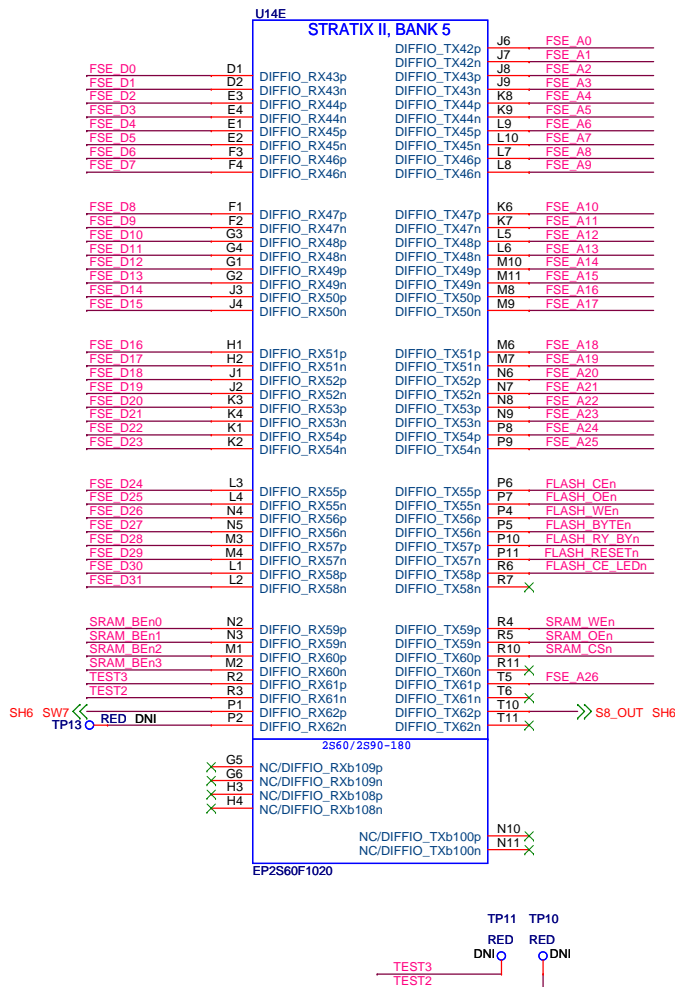 U14E
STRATIX II, BANK 5
DIFFIO_TX42p J6 FSE_A0
DIFFIO_TX42n J7 FSE_A1
FSE_D0 D1 DIFFIO_RX43p DIFFIO_TX43p J8 FSE_A2
FSE_D1 D2 DIFFIO_RX43n DIFFIO_TX43n J9 FSE_A3
FSE_D2 E3 DIFFIO_RX44p DIFFIO_TX44p K8 FSE_A4
FSE_D3 E4 DIFFIO_RX44n DIFFIO_TX44n K9 FSE_A5
FSE_D4 E1 DIFFIO_RX45p DIFFIO_TX45p L9 FSE_A6
FSE_D5 E2 DIFFIO_RX45n DIFFIO_TX45n L10 FSE_A7
FSE_D6 F3 DIFFIO_RX46p DIFFIO_TX46p L7 FSE_A8
FSE_D7 F4 DIFFIO_RX46n DIFFIO_TX46n L8 FSE_A9
FSE_D8 F1 DIFFIO_RX47p DIFFIO_TX47p K6 FSE_A10
FSE_D9 F2 DIFFIO_RX47n DIFFIO_TX47n K7 FSE_A11
FSE_D10 G3 DIFFIO_RX48p DIFFIO_TX48p L5 FSE_A12
FSE_D11 G4 DIFFIO_RX48n DIFFIO_TX48n L6 FSE_A13
FSE_D12 G1 DIFFIO_RX49p DIFFIO_TX49p M10 FSE_A14
FSE_D13 G2 DIFFIO_RX49n DIFFIO_TX49n M11 FSE_A15
FSE_D14 J3 DIFFIO_RX50p DIFFIO_TX50p M8 FSE_A16
FSE_D15 J4 DIFFIO_RX50n DIFFIO_TX50n M9 FSE_A17
FSE_D16 H1 DIFFIO_RX51p DIFFIO_TX51p M6 FSE_A18
FSE_D17 H2 DIFFIO_RX51n DIFFIO_TX51n M7 FSE_A19
FSE_D18 J1 DIFFIO_RX52p DIFFIO_TX52p N6 FSE_A20
FSE_D19 J2 DIFFIO_RX52n DIFFIO_TX52n N7 FSE_A21
FSE_D20 K3 DIFFIO_RX53p DIFFIO_TX53p N8 FSE_A22
FSE_D21 K4 DIFFIO_RX53n DIFFIO_TX53n N9 FSE_A23
FSE_D22 K1 DIFFIO_RX54p DIFFIO_TX54p P8 FSE_A24
FSE_D23 K2 DIFFIO_RX54n DIFFIO_TX54n P9 FSE_A25
FSE_D24 L3 DIFFIO_RX55p DIFFIO_TX55p P6 FLASH_CEn
FSE_D25 L4 DIFFIO_RX55n DIFFIO_TX55n P7 FLASH_OEn
FSE_D26 N4 DIFFIO_RX56p DIFFIO_TX56p P4 FLASH_WEn
FSE_D27 N5 DIFFIO_RX56n DIFFIO_TX56n P5 FLASH_BYTEn
FSE_D28 M3 DIFFIO_RX57p DIFFIO_TX57p P10 FLASH_RY_BYn
FSE_D29 M4 DIFFIO_RX57n DIFFIO_TX57n P11 FLASH_RESETn
FSE_D30 L1 DIFFIO_RX58p DIFFIO_TX58p R6 FLASH_CE_LEDn
FSE_D31 L2 DIFFIO_RX58n DIFFIO_TX58n R7
SRAM_BEn0 N2 DIFFIO_RX59p DIFFIO_TX59p R4 SRAM_WEn
SRAM_BEn1 N3 DIFFIO_RX59n DIFFIO_TX59n R5 SRAM_OEn
SRAM_BEn2 M1 DIFFIO_RX60p DIFFIO_TX60p R10 SRAM_CSn
SRAM_BEn3 M2 DIFFIO_RX60n DIFFIO_TX60n R11
TEST3 R2 DIFFIO_RX61p DIFFIO_TX61p T5 FSE_A26
TEST2 R3 DIFFIO_RX61n DIFFIO_TX61n T6
SH6 SW7 P1 DIFFIO_RX62p DIFFIO_TX62p T10 S8_OUT SH6
TP13 RED DNI P2 DIFFIO_RX62n DIFFIO_TX62n T11
2S60/2S90-180
G5 NC/DIFFIO_RXb109p
G6 NC/DIFFIO_RXb109n
H3 NC/DIFFIO_RXb108p
H4 NC/DIFFIO_RXb108n
NC/DIFFIO_TXb100p N10
NC/DIFFIO_TXb100n N11
EP2S60F1020
TP11 TP10
RED RED
DNI DNI
TEST3
TEST2